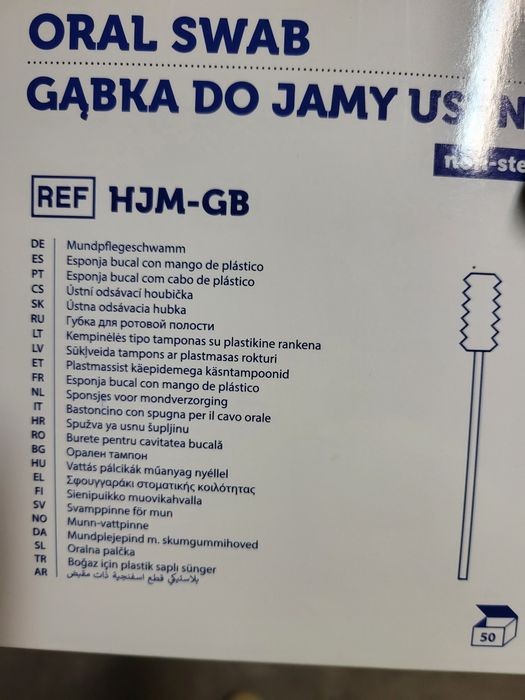 ORAL SWAB
GĄBKA DO JAMY
REF HJM-GB
DE Mundpflegeschwamm
ES Esponja bucal con mango de plástico
PT Esponja bucal com cabo de plástico
CS Ústní odsávací houbička
SK Ústna odsávacia hubka
RU Губка для ротовой полости
LT Kempinėlės tipo tamponas su plastikine rankena
LV Sūkļveida tampons ar plastmasas rokturi
ET Plastmassist käepidemega käsntampoonid
FR Esponja bucal con mango de plástico
NL Sponsjes voor mondverzorging
IT Bastoncino con spugna per il cavo orale
HR Spužva ya usnu šupljinu
RO Burete pentru cavitatea bucală
BG Орален тампон
HU Vattás pálcikák műanyag nyéllel
EL Σφουγγαράκι στοματικής κοιλότητας
FI Sienipuikko muovikahvalla
SV Svamppinne för mun
NO Munn-vattpinne
DA Mundplejepind m. skumgummihoved
SL Oralna palčka
TR Boğaz için plastik saplı sünger
AR بلاستيكي قطع اسفنجية ذات مقبض
50